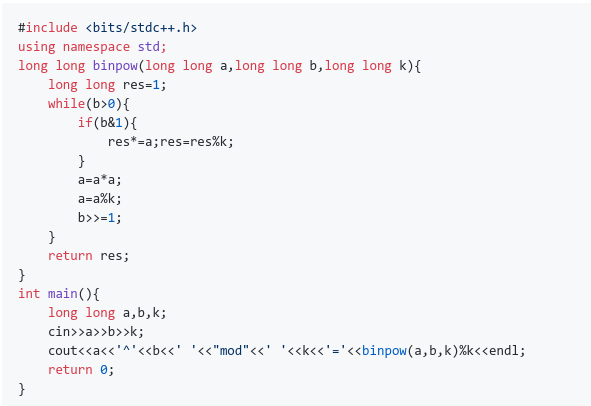 #include <bits/stdc++.h>
using namespace std;
long long binpow(long long a,long long b,long long k){
    long long res=1;
    while(b>0){
        if(b&1){
            res*=a;res=res%k;
        }
        a=a*a;
        a=a%k;
        b>>=1;
    }
    return res;
}
int main(){
    long long a,b,k;
    cin>>a>>b>>k;
    cout<<a<<'^'<<b<<' '<<"mod"<<' '<<k<<'='<<binpow(a,b,k)%k<<endl;
    return 0;
}